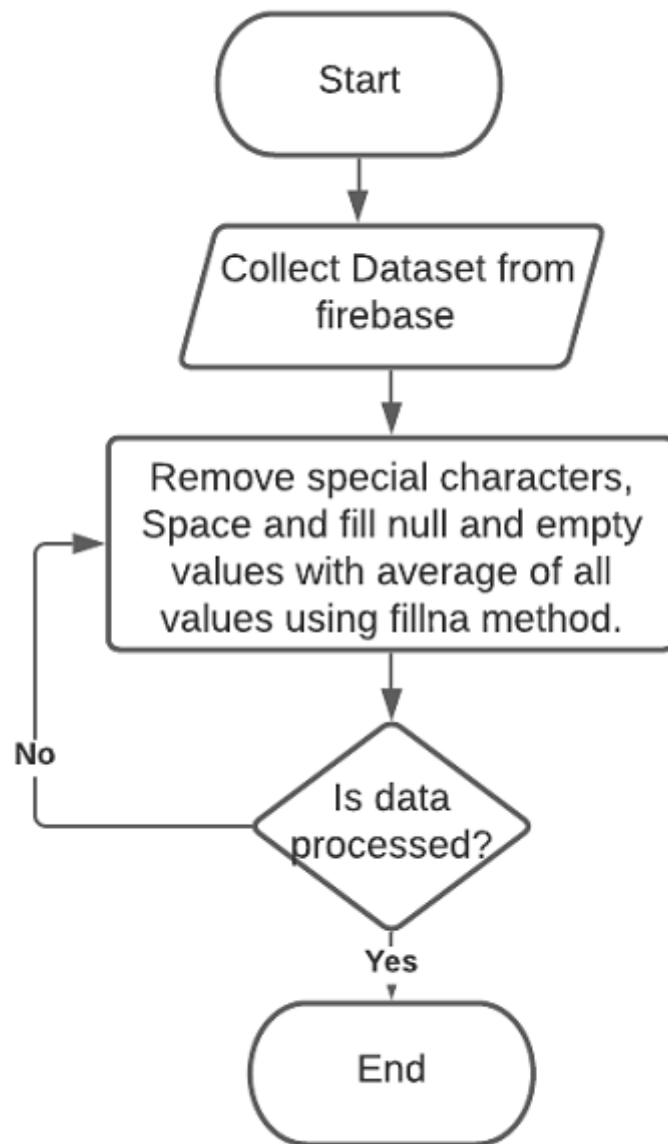 Start
Collect Dataset from
firebase
Remove special characters,
Space and fill null and empty
values with average of all
values using fillna method.
No
Is data
processed?
Yes
End